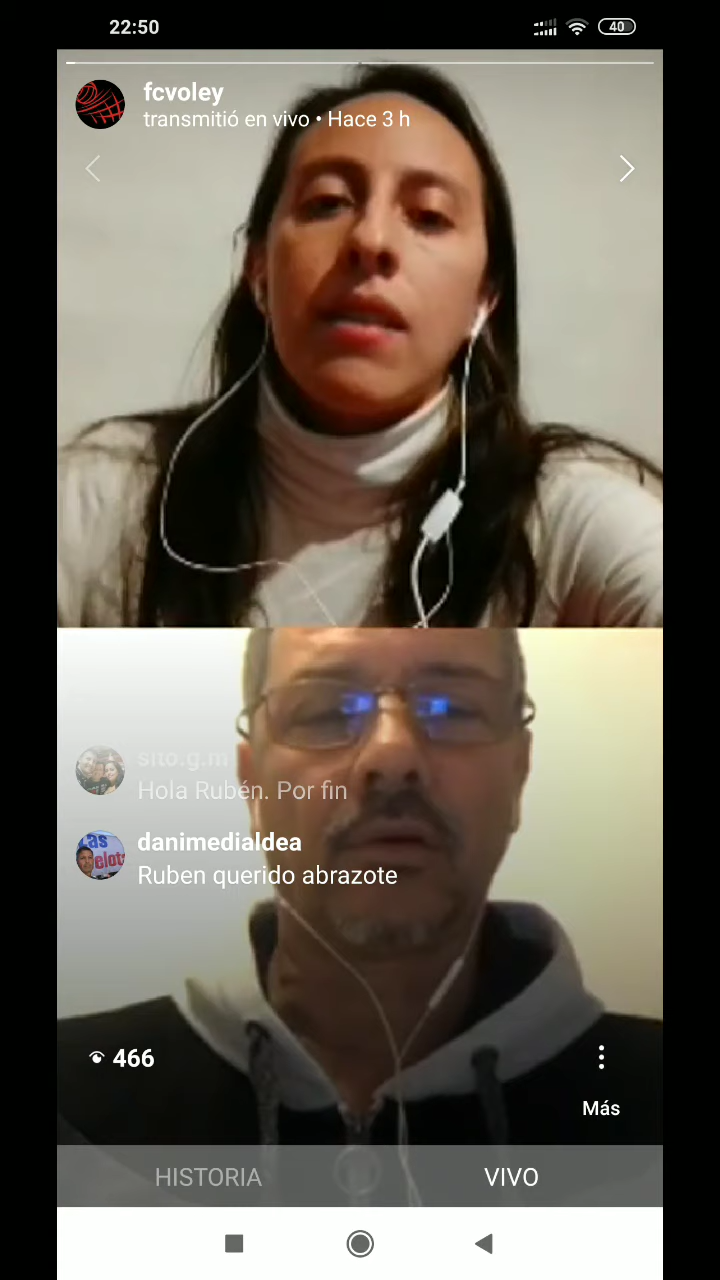 22:50
40
fcvoley
transmitió en vivo • Hace 3 h
sito.g.m
Hola Rubén. Por fin
danimedialdea
Ruben querido abrazote
466
Más
HISTORIA
VIVO